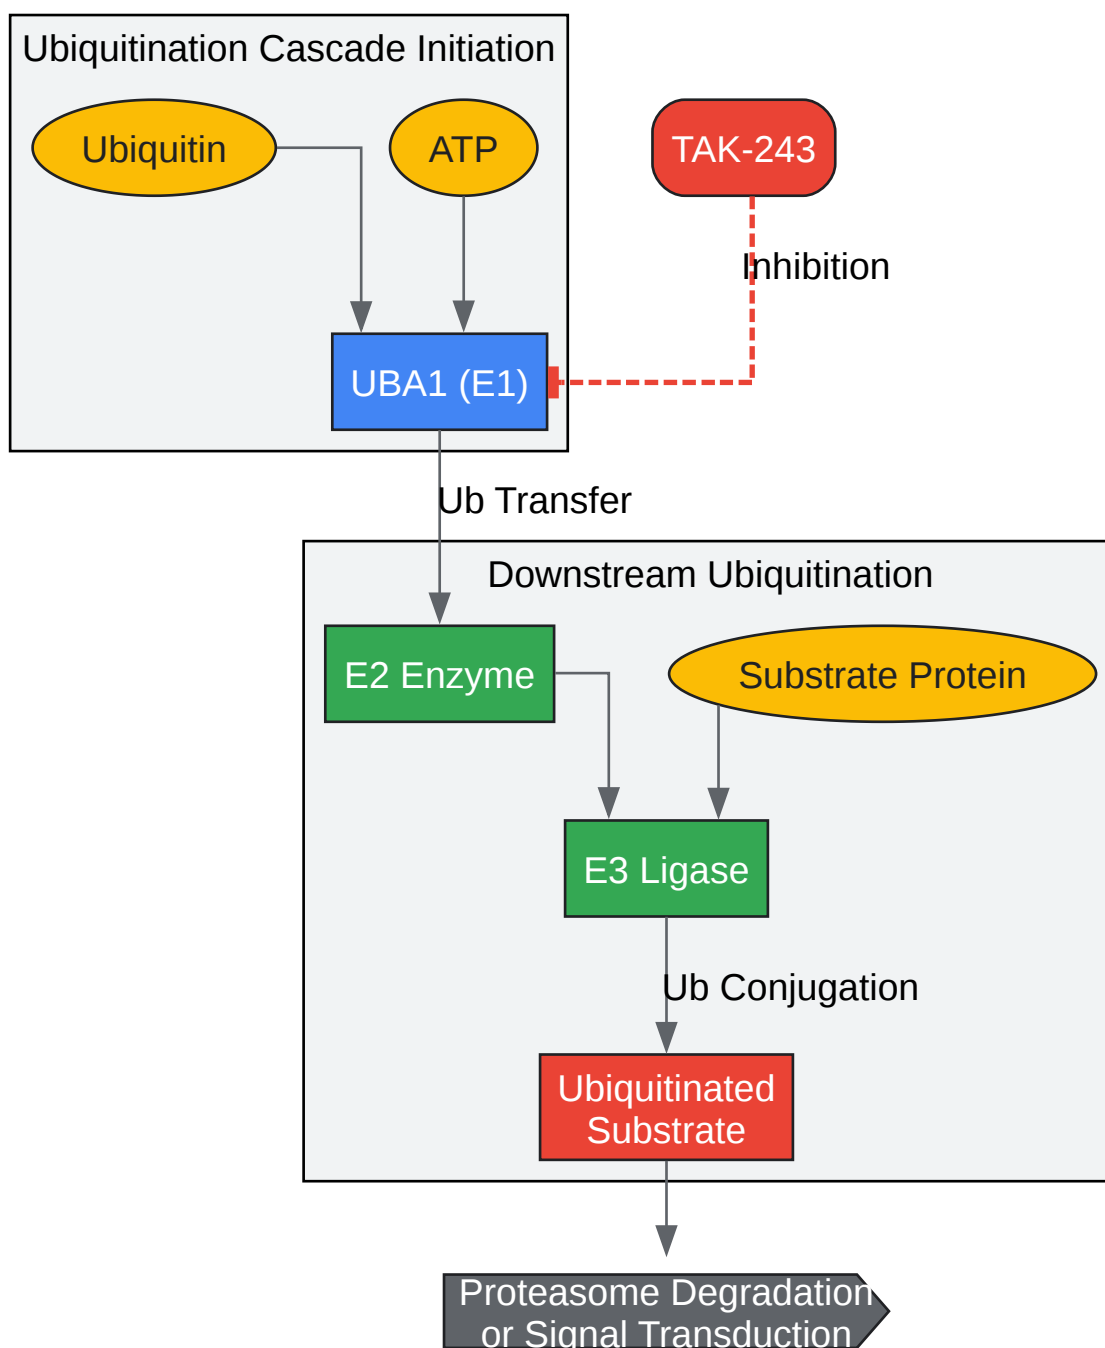 Ubiquitination Cascade Initiation
Ubiquitin
ATP
TAK-243
Inhibition
UBA1 (E1)
Ub Transfer
Downstream Ubiquitination
E2 Enzyme
Substrate Protein
E3 Ligase
Ub Conjugation
Ubiquitinated
Substrate
Proteasome Degradation
or Signal Transduction